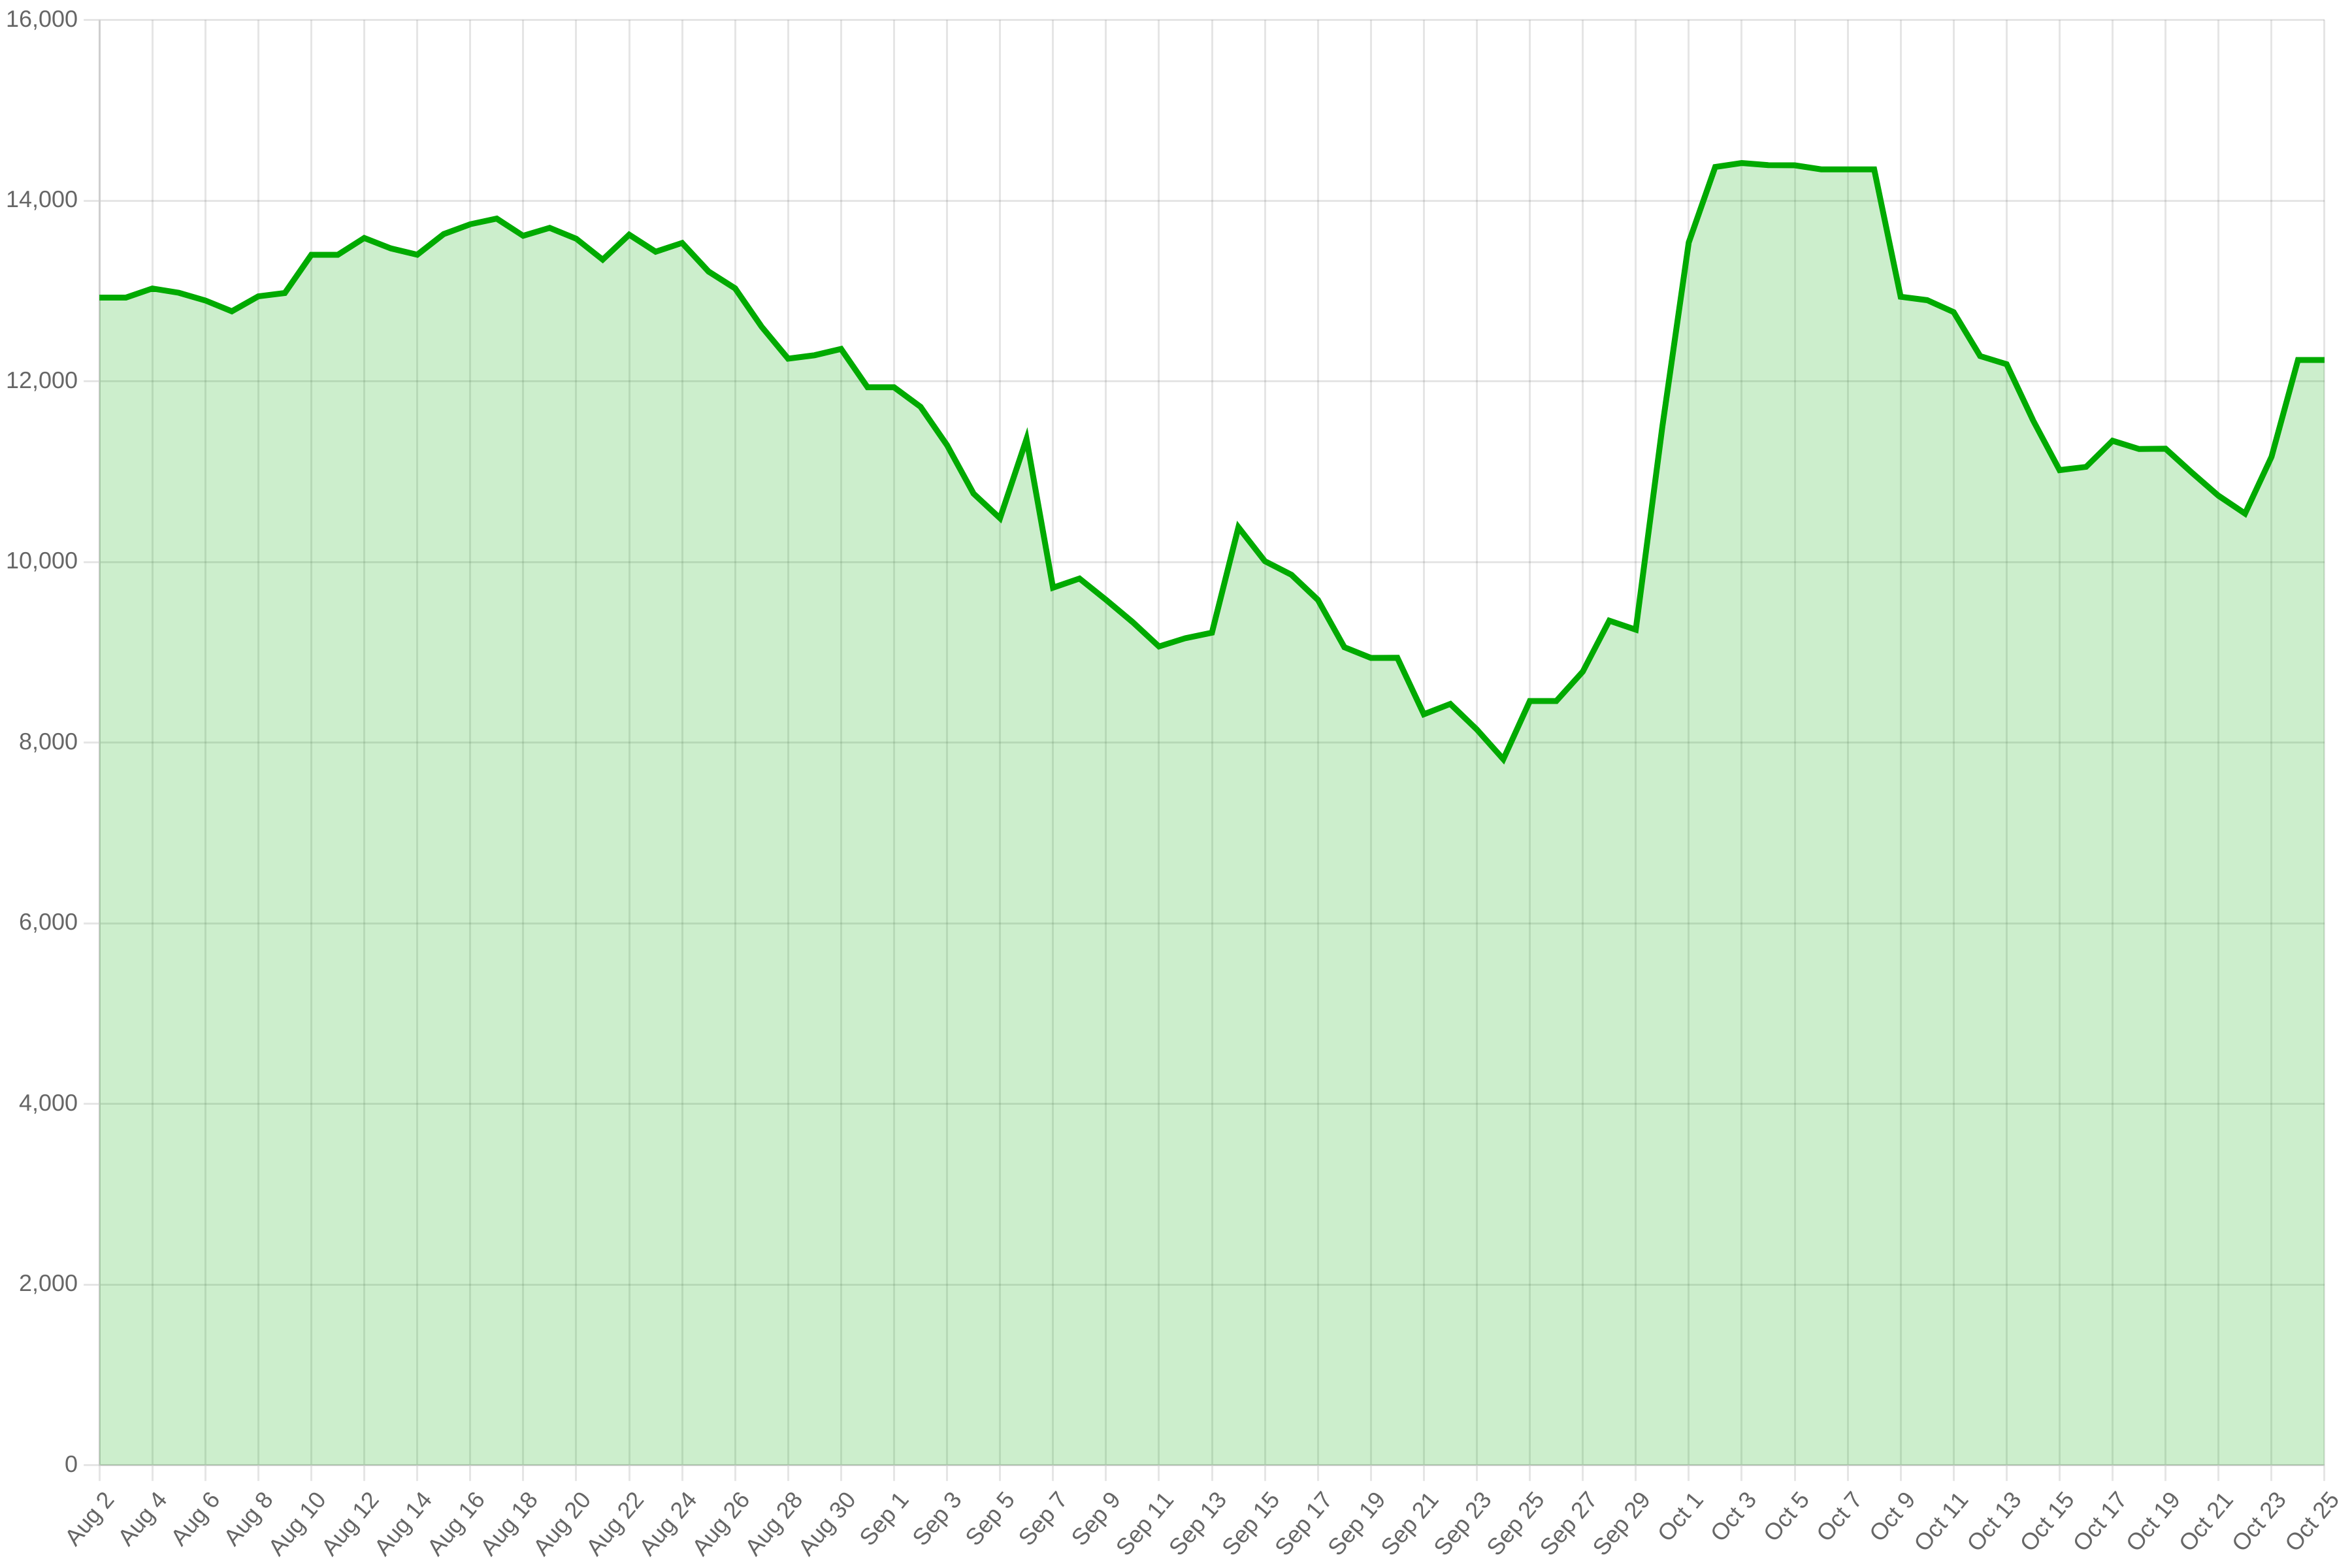 16,000
14,000
12,000
10,000
8,000
6,000
4,000
2,000
0
Aug 2
Aug 4
Aug 6
Aug 8
Aug 10
Aug 12
Aug 14
Aug 16
Aug 18
Aug 20
Aug 22
Aug 24
Aug 26
Aug 28
Aug 30
Sep 1
Sep 3
Sep 5
Sep 7
Sep 9
Sep 11
Sep 13
Sep 15
Sep 17
Sep 19
Sep 21
Sep 23
Sep 25
Sep 27
Sep 29
Oct 1
Oct 3
Oct 5
Oct 7
Oct 9
Oct 11
Oct 13
Oct 15
Oct 17
Oct 19
Oct 21
Oct 23
Oct 25